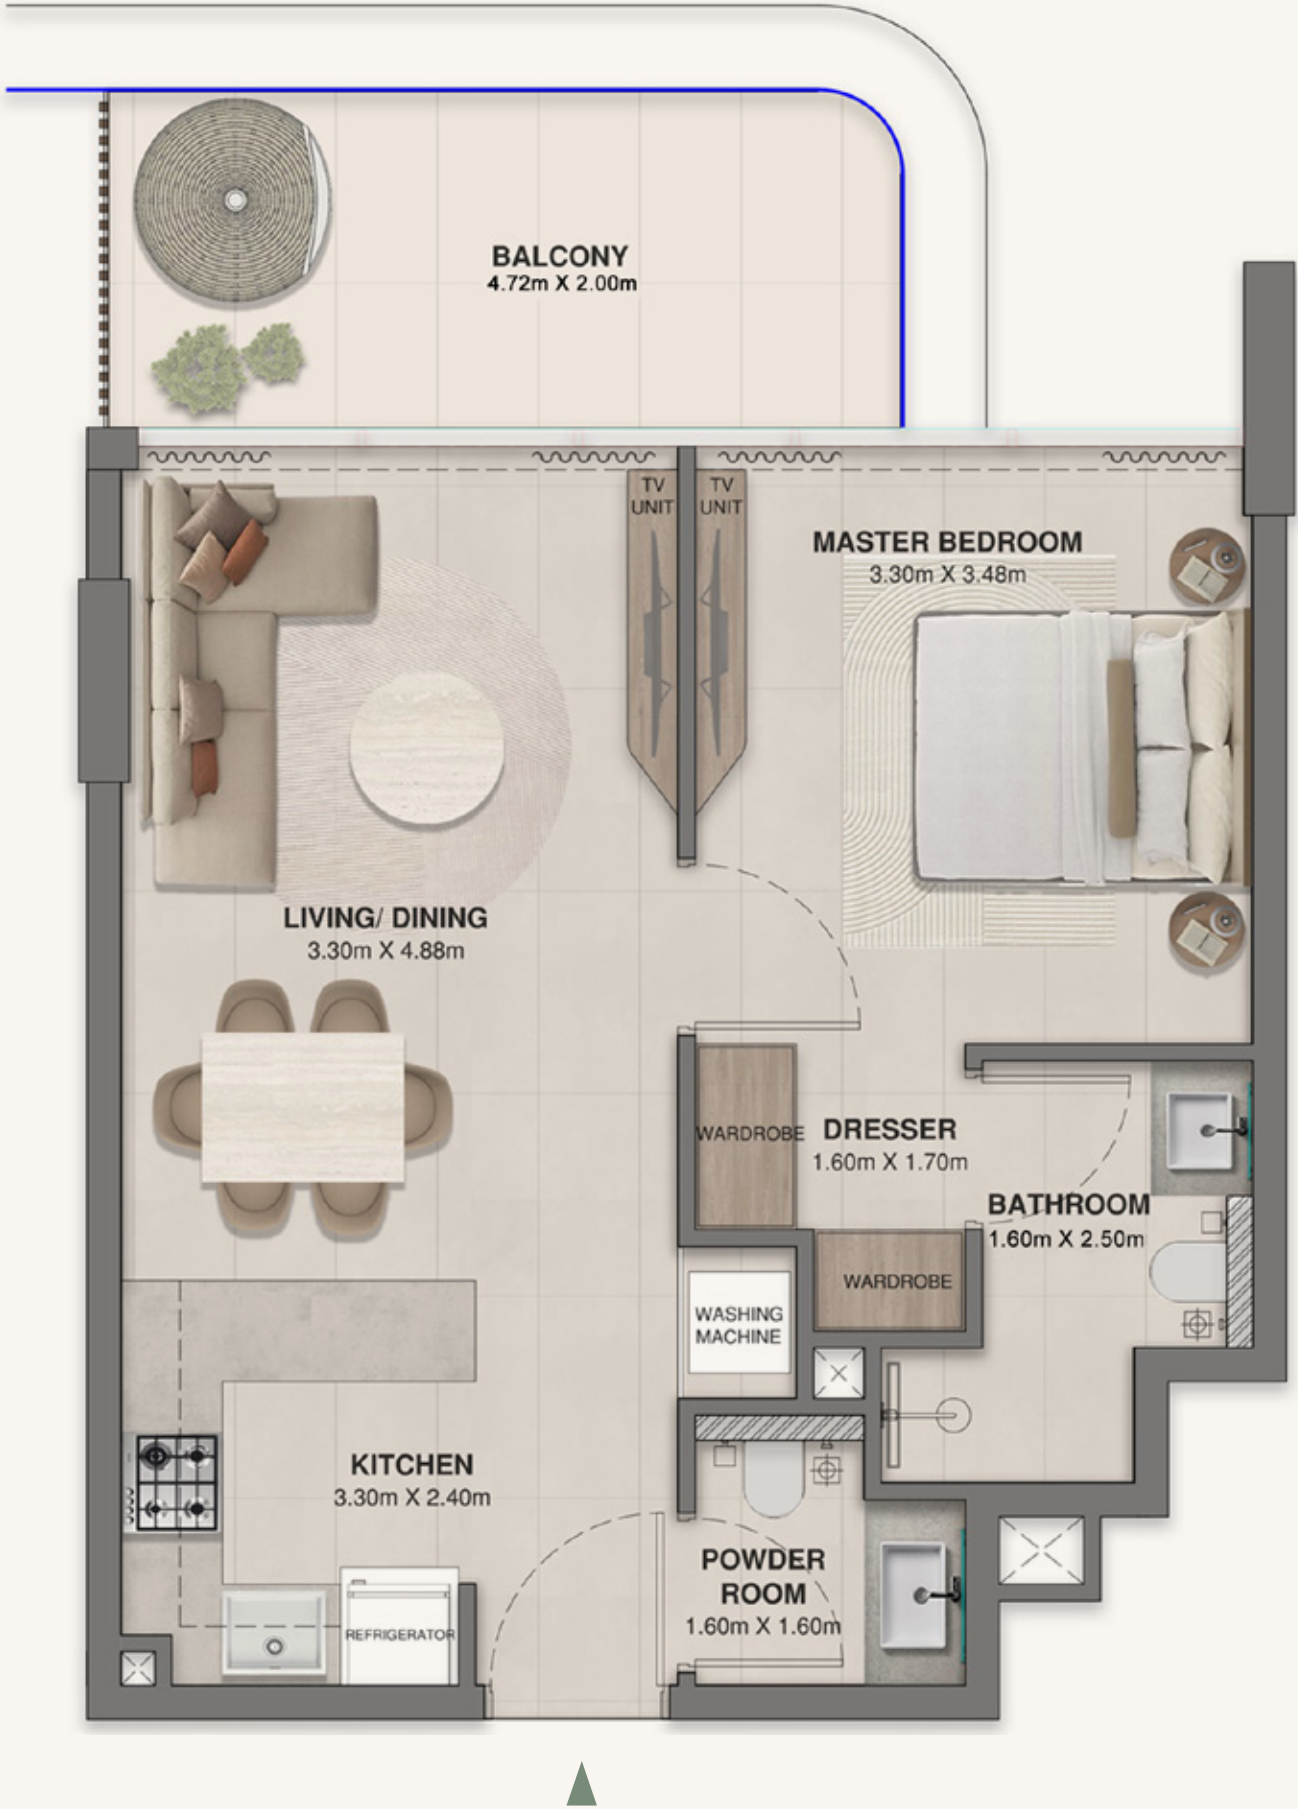 BALCONY
4.72m X 2.00m
TV
UNIT
TV
UNIT
MASTER BEDROOM
3.30m X 3.48m
LIVING/ DINING
3.30m X 4.88m
WARDROBE
DRESSER
1.60m X 1.70m
BATHROOM
1.60m X 2.50m
WARDROBE
WASHING
MACHINE
KITCHEN
3.30m X 2.40m
POWDER
ROOM
1.60m X 1.60m
REFRIGERATOR